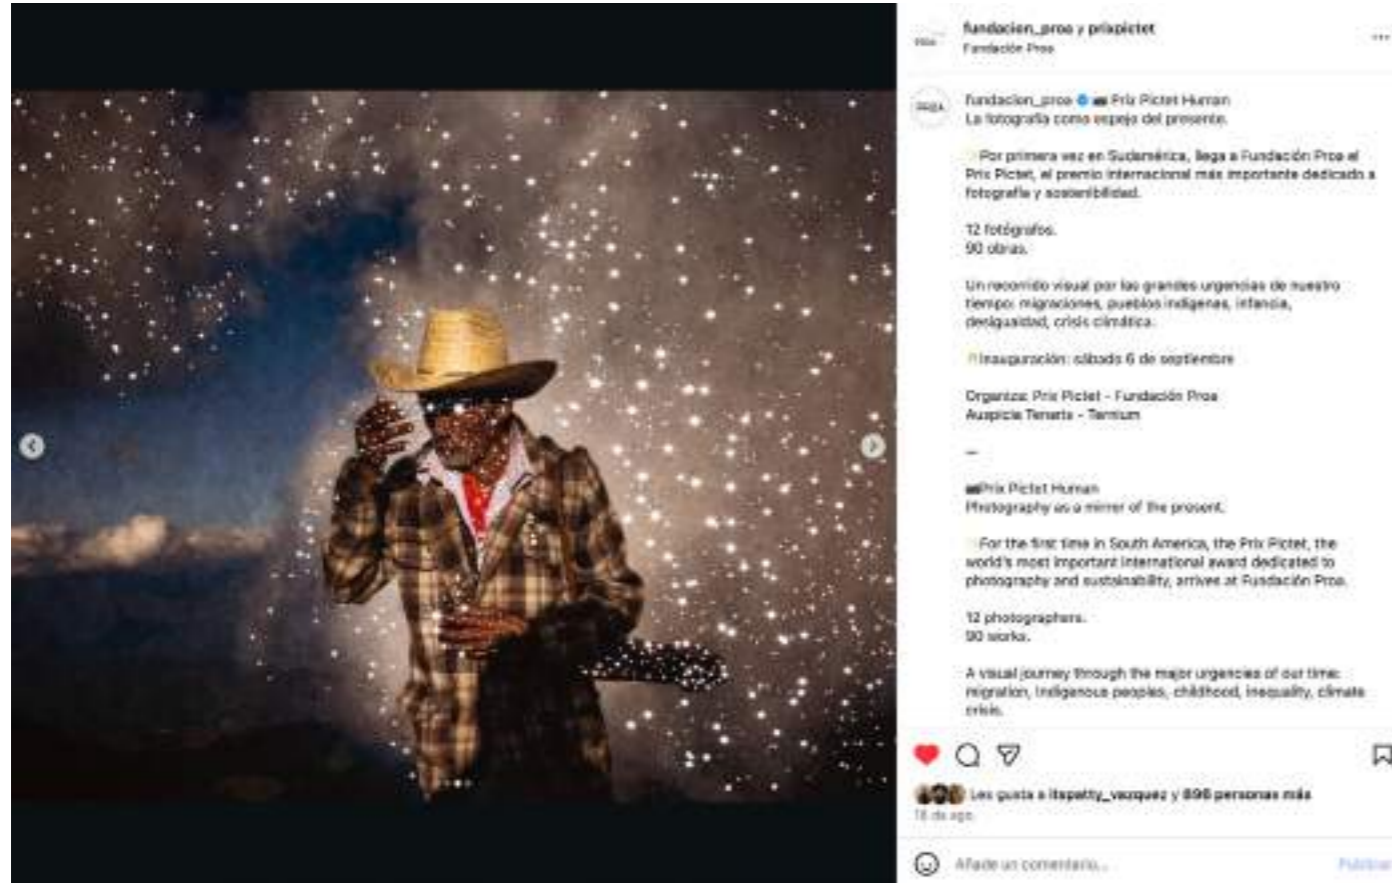 fundacion_proa y prixpictet
Fundación Proa
PROA
fundacion_proa Prix Pictet Human
La fotografía como espejo del presente.
Por primera vez en Sudamérica, llega a Fundación Proa el
Prix Pictet, el premio internacional más importante dedicado a
fotografía y sostenibilidad.
12 fotógrafos.
90 obras.
Un recorrido visual por las grandes urgencias de nuestro
tiempo: migraciones, pueblos indígenas, infancia,
desigualdad, crisis climática.
Inauguración: sábado 6 de septiembre
Organiza: Prix Pictet - Fundación Proa
Auspicia Tenaris - Ternium
—
Prix Pictet Human
Photography as a mirror of the present.
For the first time in South America, the Prix Pictet, the
world's most important international award dedicated to
photography and sustainability, arrives at Fundación Proa.
12 photographers.
90 works.
A visual journey through the major urgencies of our time:
migration, Indigenous peoples, childhood, inequality, climate
crisis.
Les gusta a itspatty_vazquez y 898 personas más
18 de ago.
Añade un comentario...
Publicar